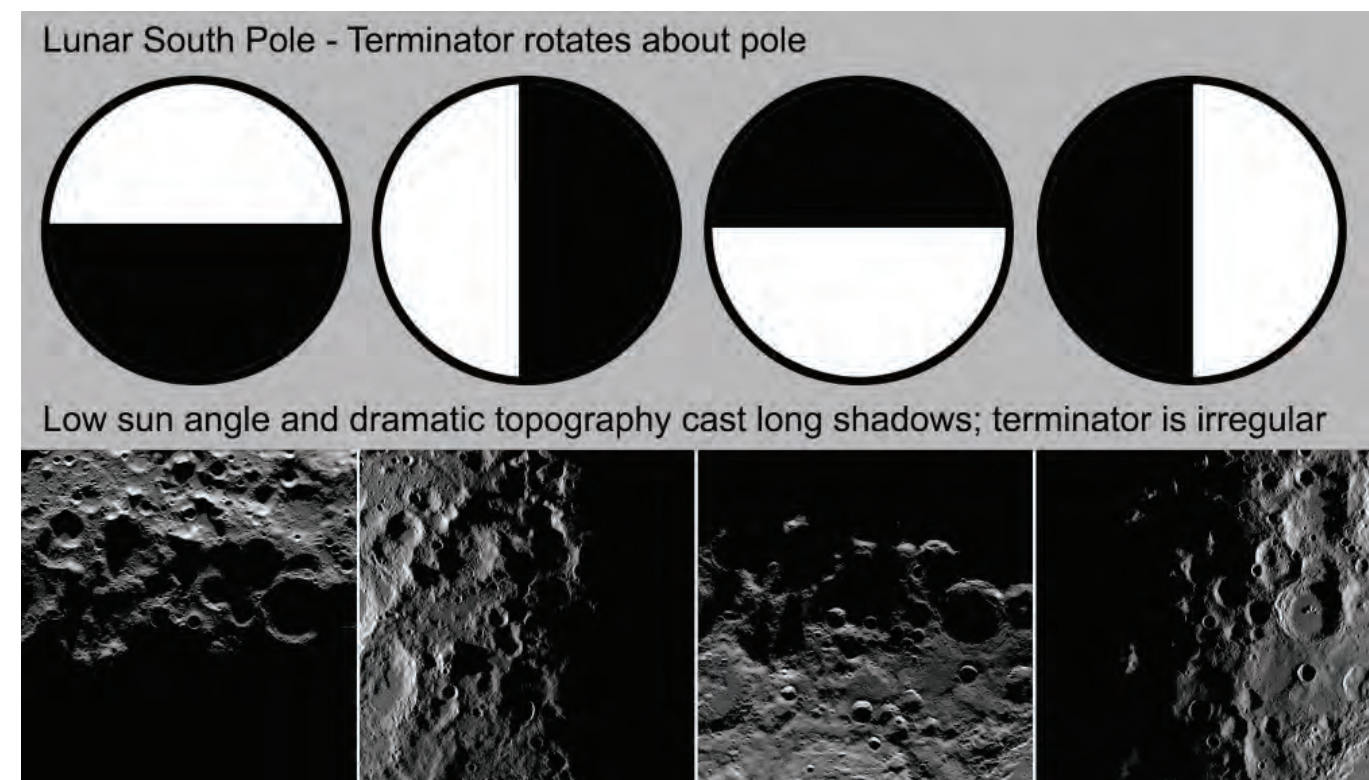 Lunar South Pole - Terminator rotates about pole
Low sun angle and dramatic topography cast long shadows; terminator is irregular